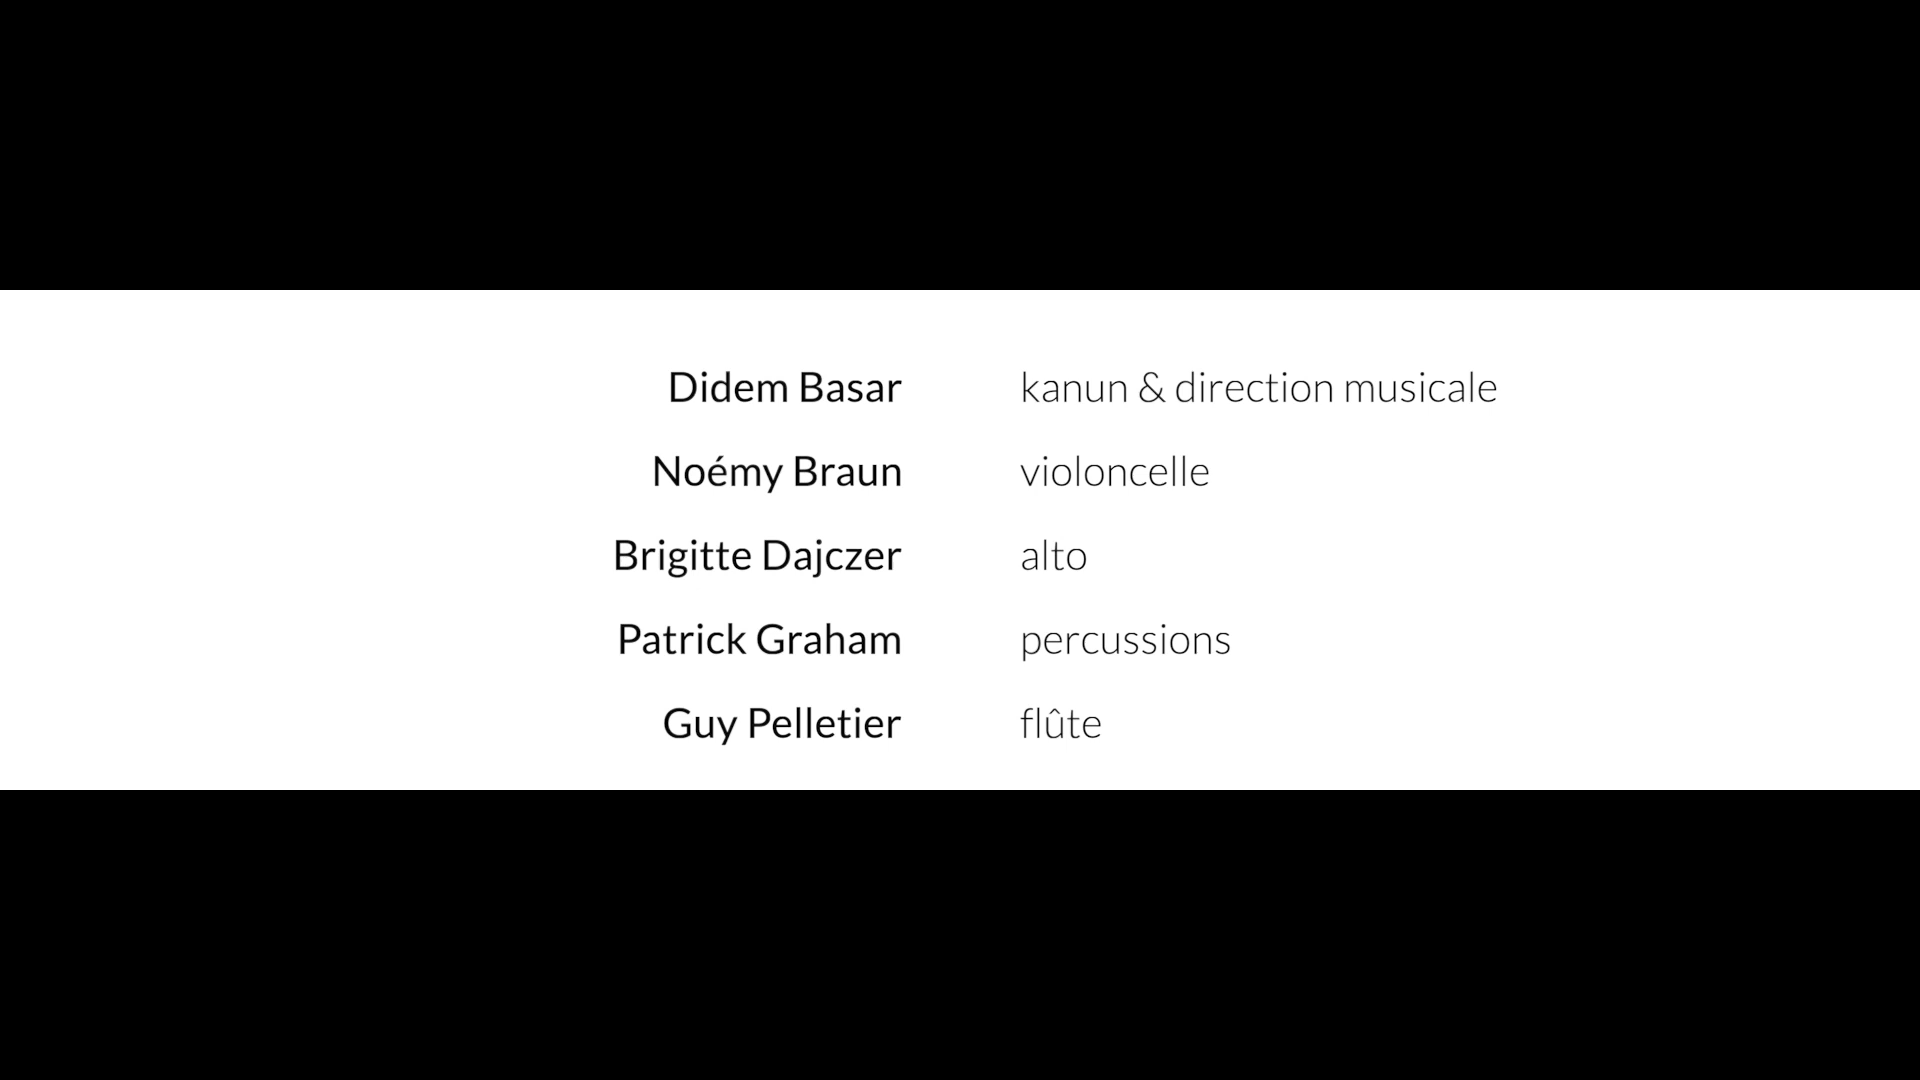 Didem Basar kanun & direction musicale
Noémy Braun violoncelle
Brigitte Dajczer alto
Patrick Graham percussions
Guy Pelletier flûte